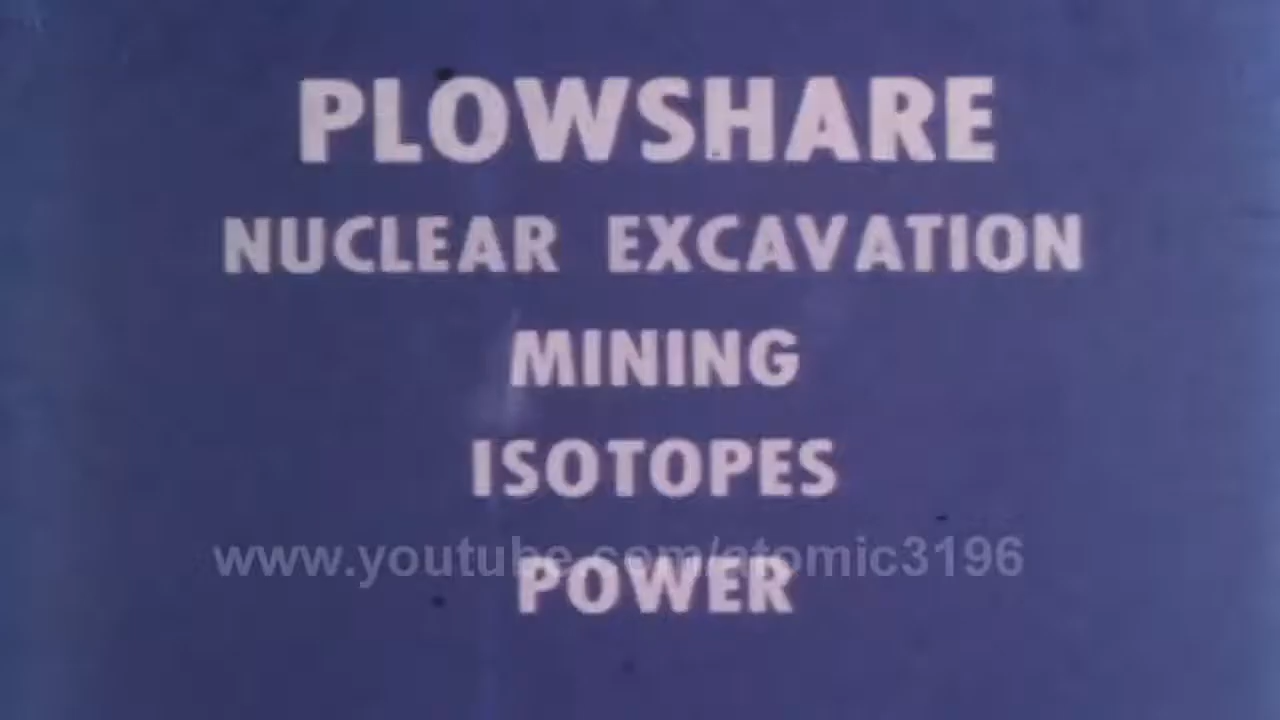 PLOWSHARE
NUCLEAR EXCAVATION
MINING
ISOTOPES
www.youtube.com/atomic3196
POWER